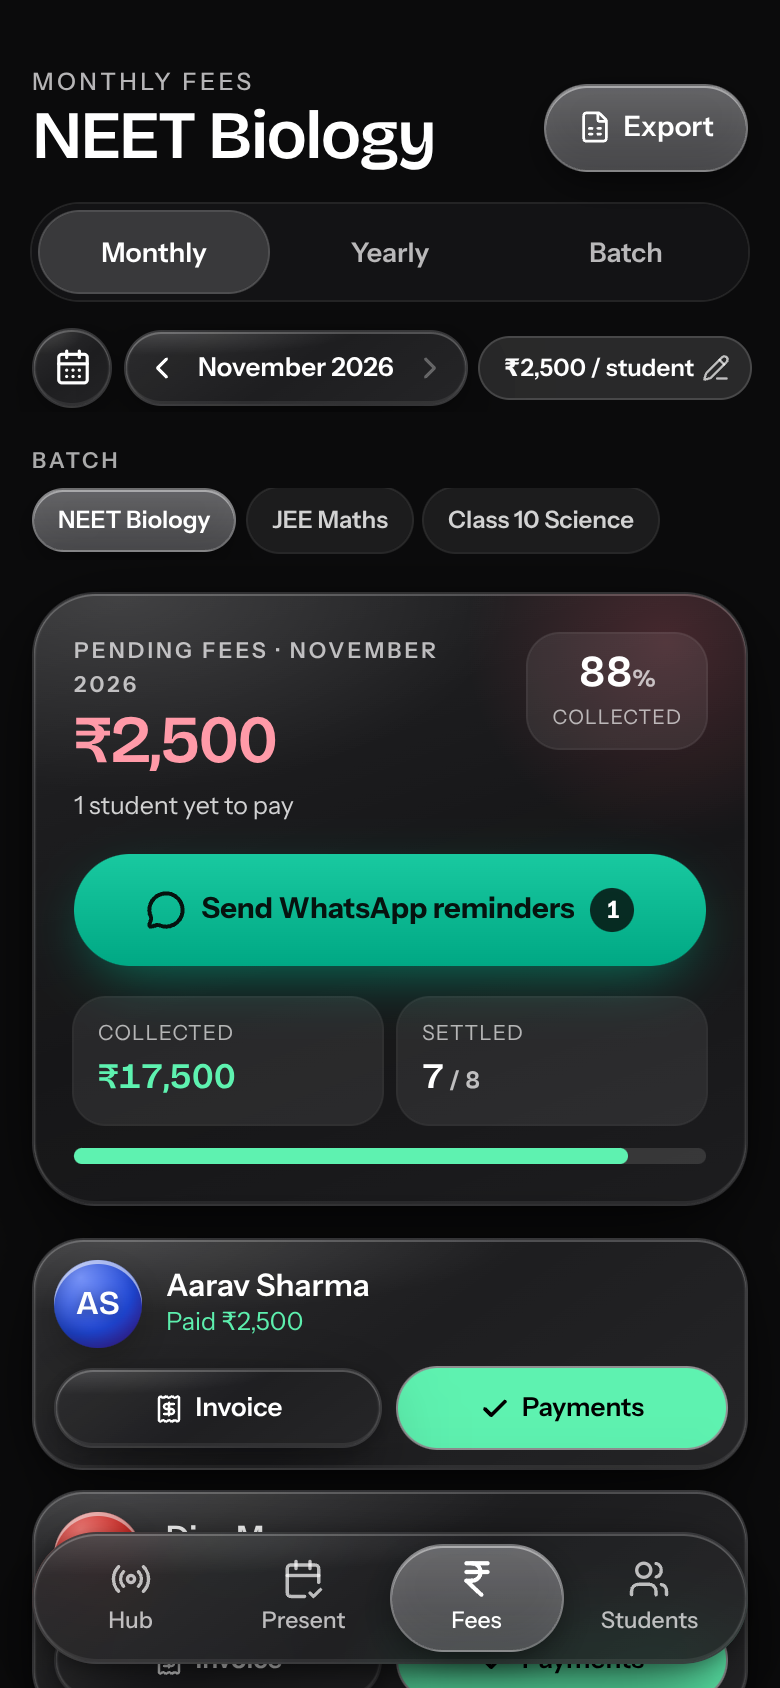 MONTHLY FEES
NEET Biology
Export
Monthly
Yearly
Batch
November 2026
₹2,500 / student
BATCH
NEET Biology
JEE Maths
Class 10 Science
PENDING FEES · NOVEMBER
2026
₹2,500
1 student yet to pay
88%
COLLECTED
Send WhatsApp reminders 1
COLLECTED
₹17,500
SETTLED
7 / 8
AS
Aarav Sharma
Paid ₹2,500
Invoice
Payments
Hub
Present
Fees
Students
Invoice
Payments